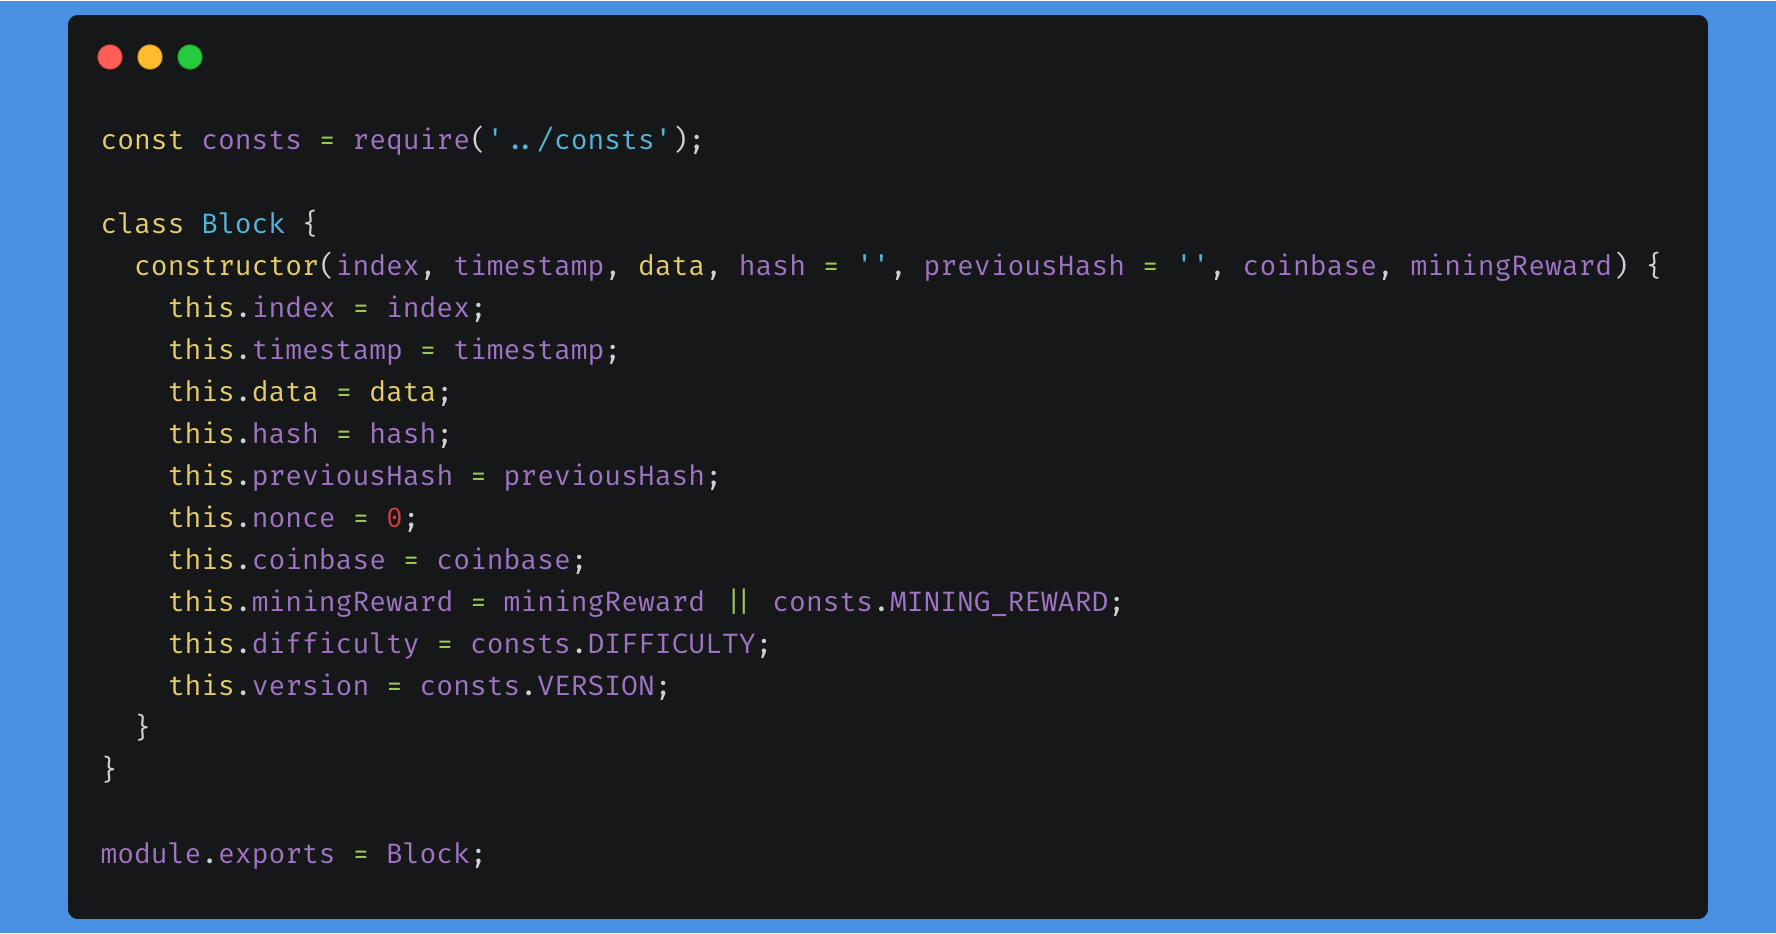 const consts = require('../consts');

class Block {
  constructor(index, timestamp, data, hash = '', previousHash = '', coinbase, miningReward) {
    this.index = index;
    this.timestamp = timestamp;
    this.data = data;
    this.hash = hash;
    this.previousHash = previousHash;
    this.nonce = 0;
    this.coinbase = coinbase;
    this.miningReward = miningReward || consts.MINING_REWARD;
    this.difficulty = consts.DIFFICULTY;
    this.version = consts.VERSION;
  }
}

module.exports = Block;